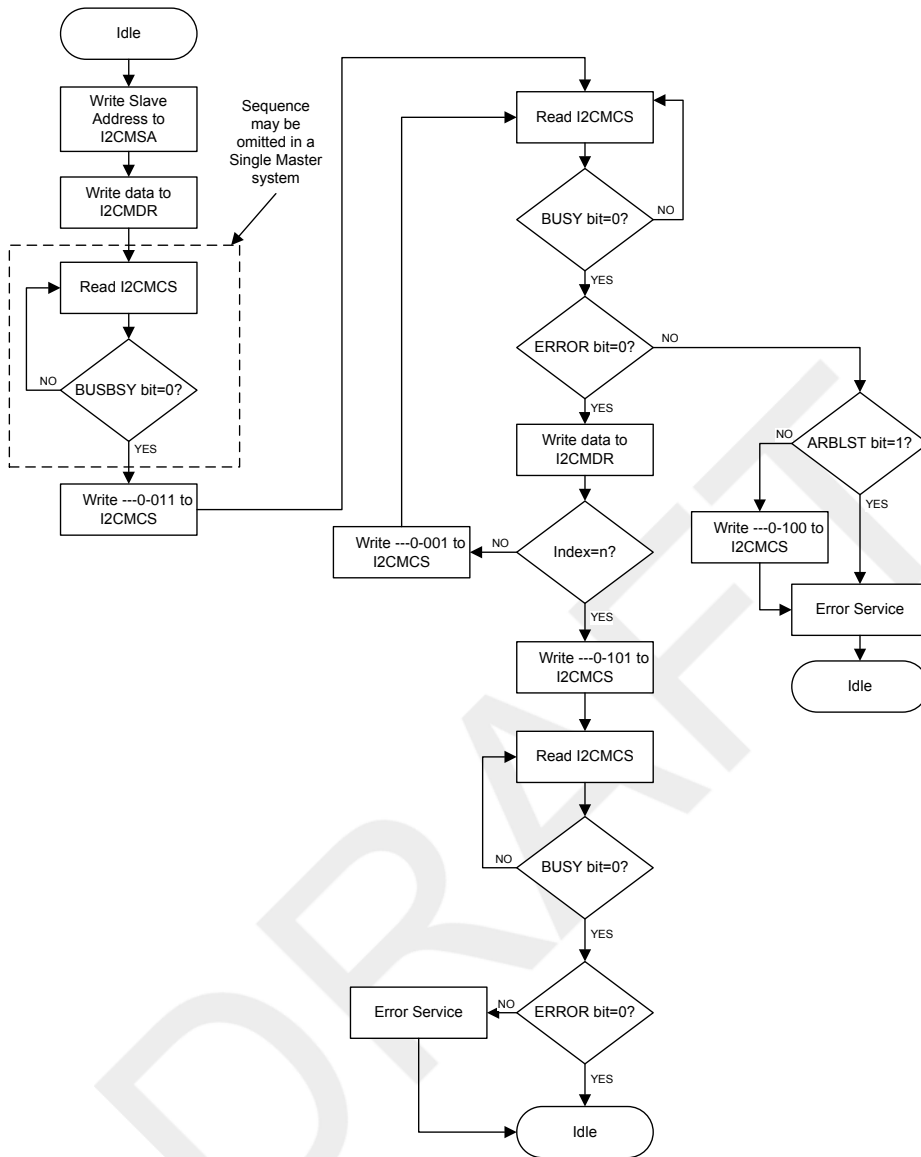 Idle
Write Slave
Address to
I2CMSA
Sequence
may be
omitted in a
Single Master
system
Write data to
I2CMDR
Read I2CMCS
NO
BUSBSY bit=0?
YES
Write ---0-011 to
I2CMCS
Read I2CMCS
BUSY bit=0?
NO
YES
ERROR bit=0?
NO
YES
Write data to
I2CMDR
NO
ARBLST bit=1?
YES
Write ---0-100 to
I2CMCS
Error Service
Idle
Write ---0-001 to
I2CMCS
NO
Index=n?
YES
Write ---0-101 to
I2CMCS
Read I2CMCS
NO
BUSY bit=0?
YES
Error Service
NO
ERROR bit=0?
YES
Idle
DRAFT